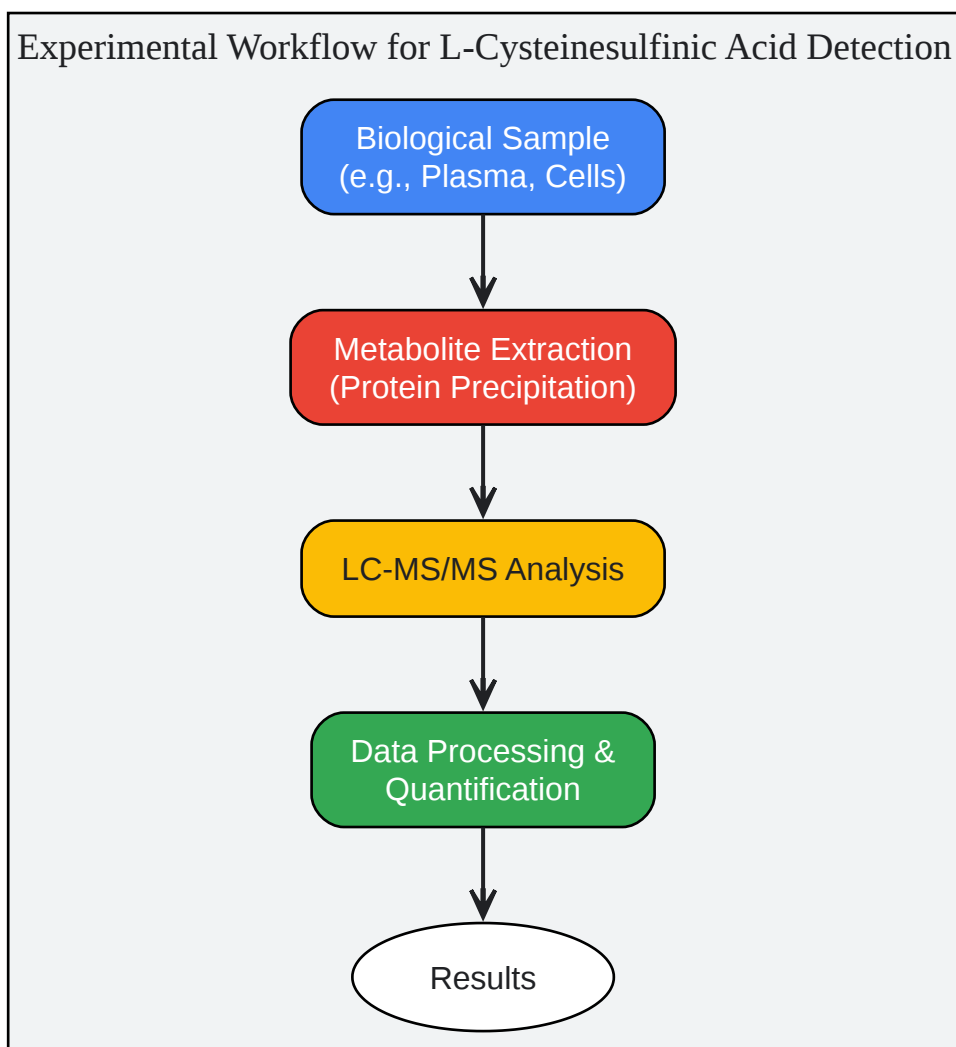 Experimental Workflow for L-Cysteinesulfinic Acid Detection
Biological Sample
(e.g., Plasma, Cells)
Metabolite Extraction
(Protein Precipitation)
LC-MS/MS Analysis
Data Processing &
Quantification
Results